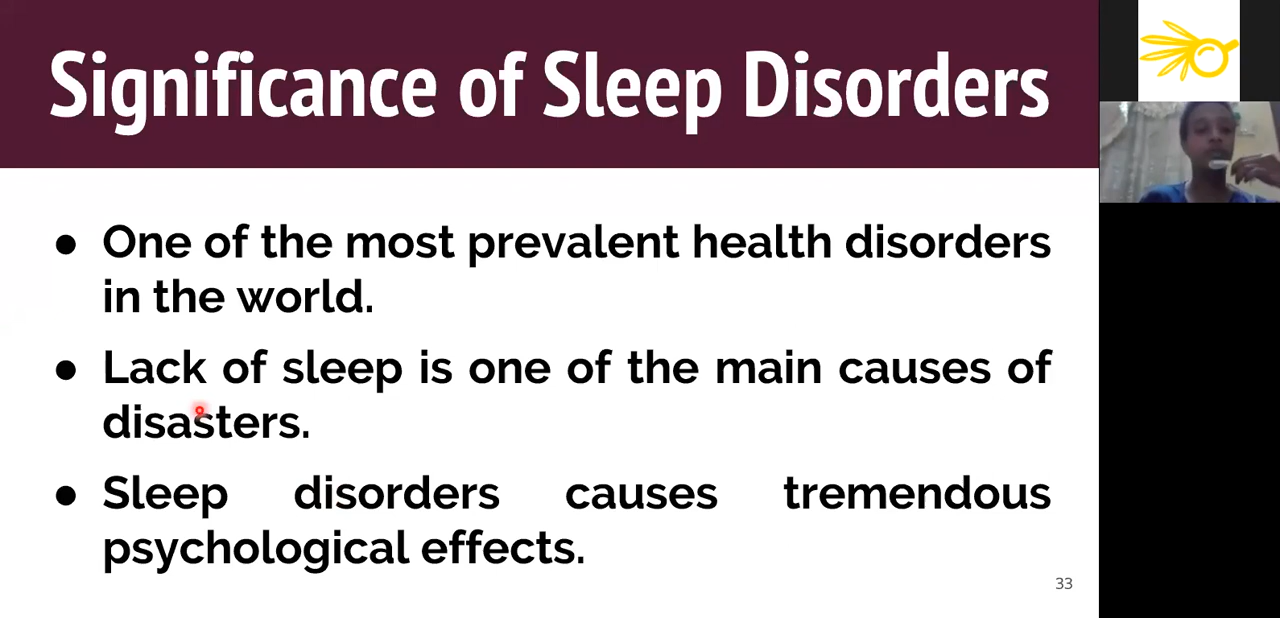 Significance of Sleep Disorders
● One of the most prevalent health disorders
in the world.
● Lack of sleep is one of the main causes of
disasters.
● Sleep disorders causes tremendous
psychological effects.
33